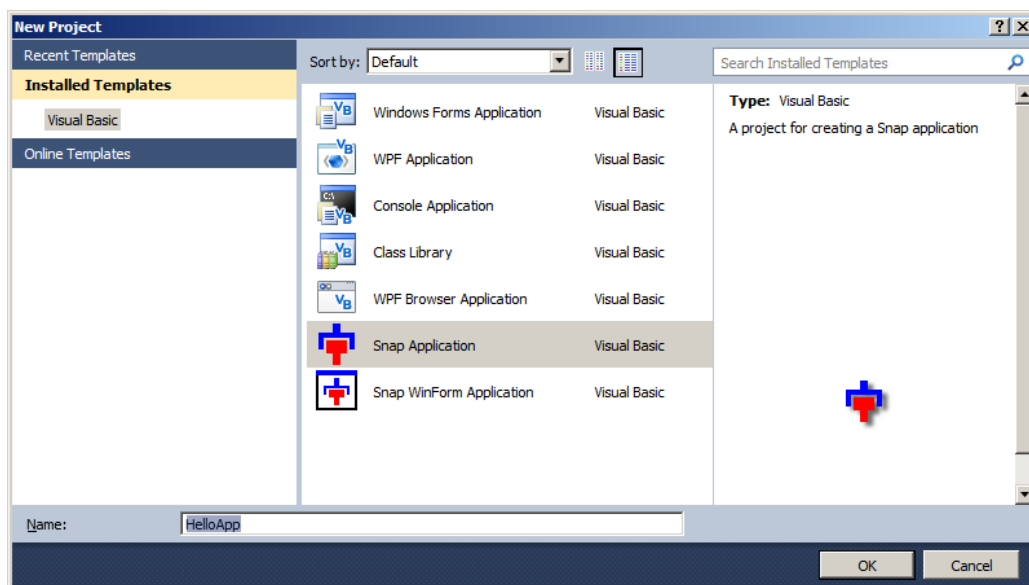 New Project
Recent Templates
Installed Templates
Visual Basic
Online Templates
Sort by: Default
Search Installed Templates
Windows Forms Application Visual Basic
WPF Application Visual Basic
Console Application Visual Basic
Class Library Visual Basic
WPF Browser Application Visual Basic
Snap Application Visual Basic
Snap WinForm Application Visual Basic
Type: Visual Basic
A project for creating a Snap application
Name: HelloApp
OK Cancel